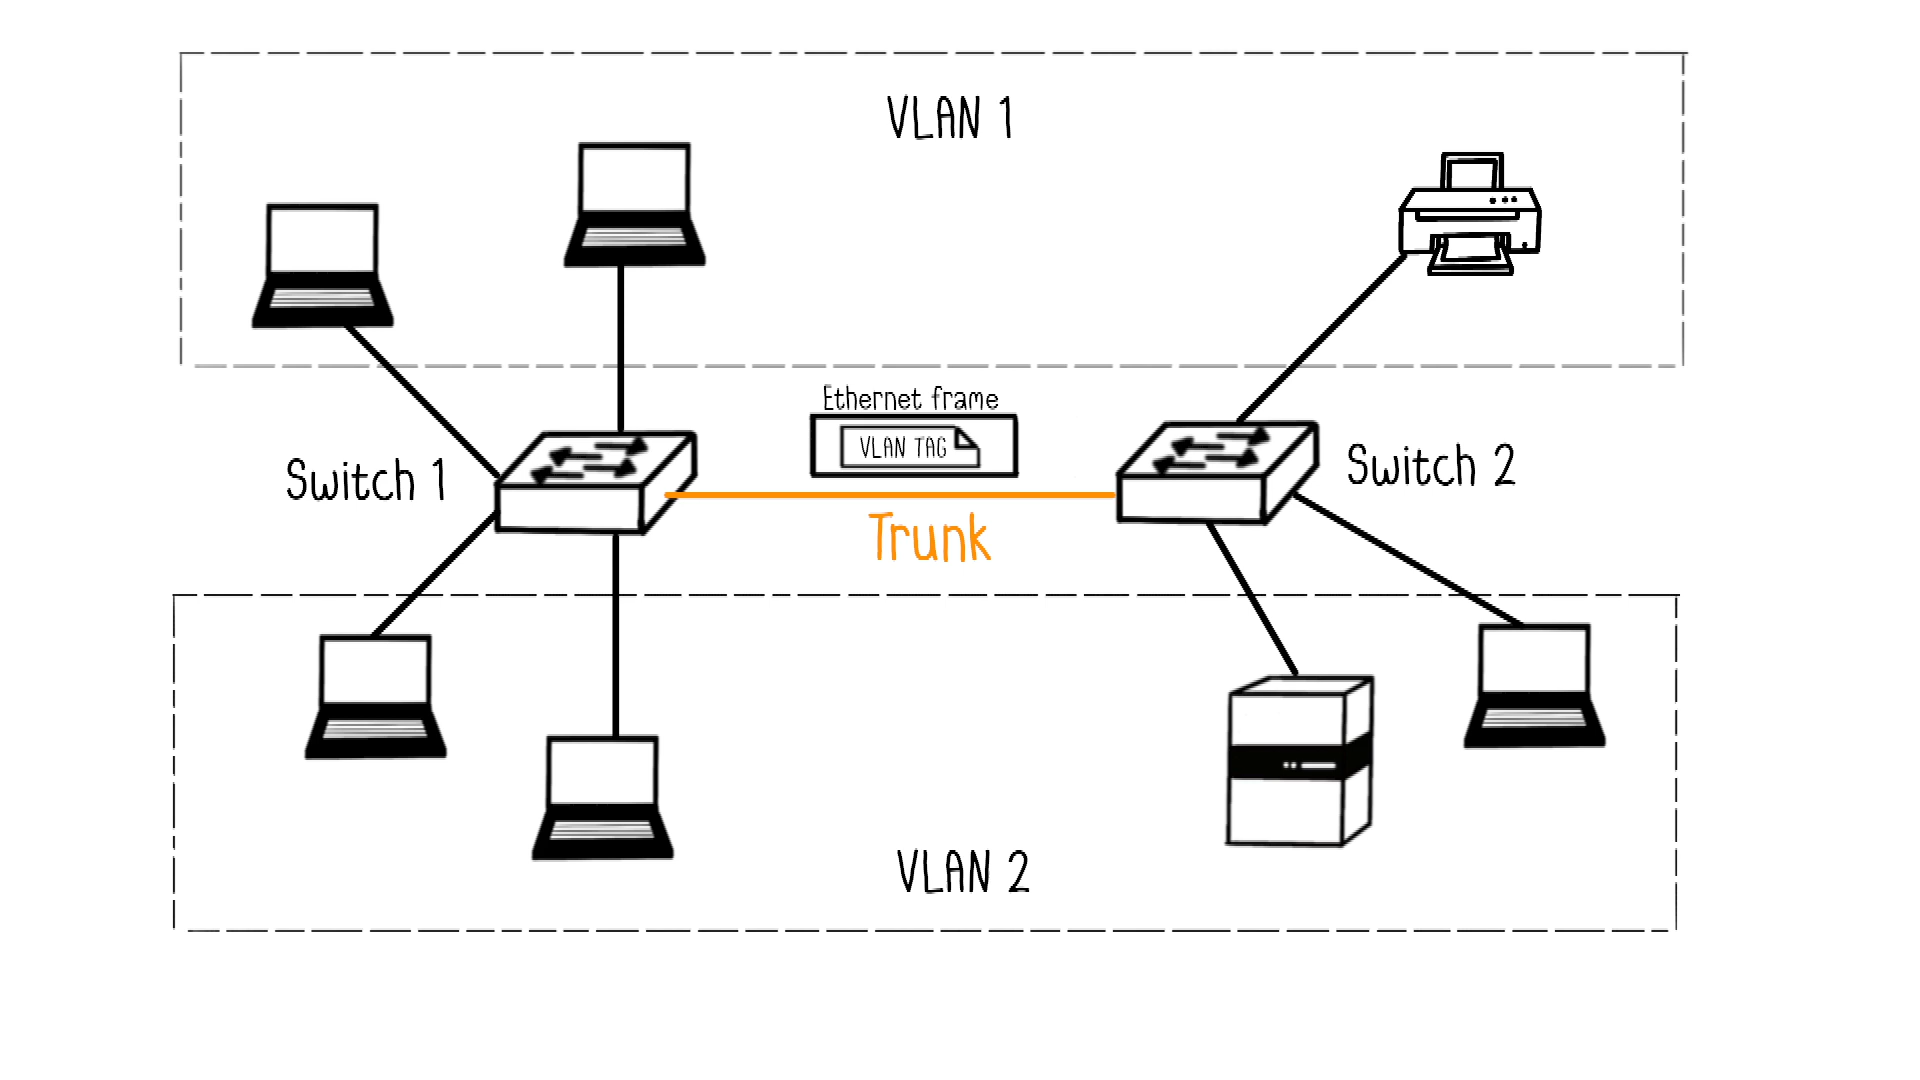 VLAN 1
Ethernet frame
VLAN TAG
Switch 1
Switch 2
Trunk
VLAN 2